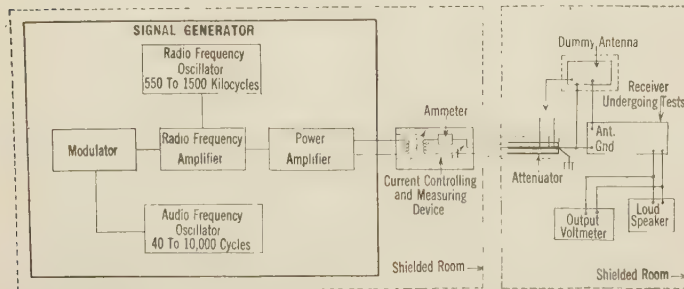 SIGNAL GENERATOR
Radio Frequency
Oscillator
550 To 1500 Kilocycles
Modulator
Radio Frequency
Amplifier
Power
Amplifier
Audio Frequency
Oscillator
40 To 10,000 Cycles
Ammeter
Current Controlling
and Measuring
Device
Shielded Room
Dummy Antenna
Receiver
Undergoing Tests
Ant.
Gnd
Attenuator
Output
Voltmeter
Loud
Speaker
Shielded Room